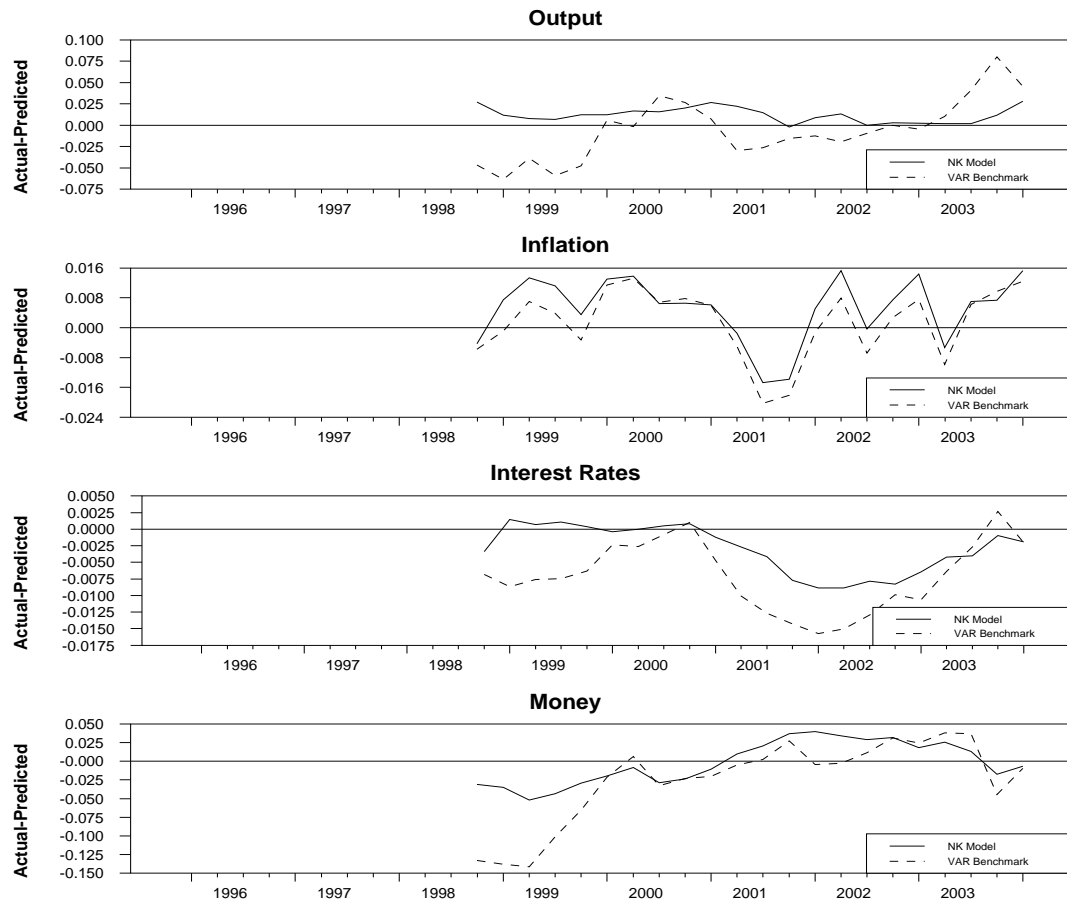 Output
Actual-Predicted
0.100
0.075
0.050
0.025
0.000
-0.025
-0.050
-0.075
NK Model
VAR Benchmark
1996 1997 1998 1999 2000 2001 2002 2003
Inflation
Actual-Predicted
0.016
0.008
0.000
-0.008
-0.016
-0.024
NK Model
VAR Benchmark
1996 1997 1998 1999 2000 2001 2002 2003
Interest Rates
Actual-Predicted
0.0050
0.0025
0.0000
-0.0025
-0.0050
-0.0075
-0.0100
-0.0125
-0.0150
-0.0175
NK Model
VAR Benchmark
1996 1997 1998 1999 2000 2001 2002 2003
Money
Actual-Predicted
0.050
0.025
-0.000
-0.025
-0.050
-0.075
-0.100
-0.125
-0.150
NK Model
VAR Benchmark
1996 1997 1998 1999 2000 2001 2002 2003